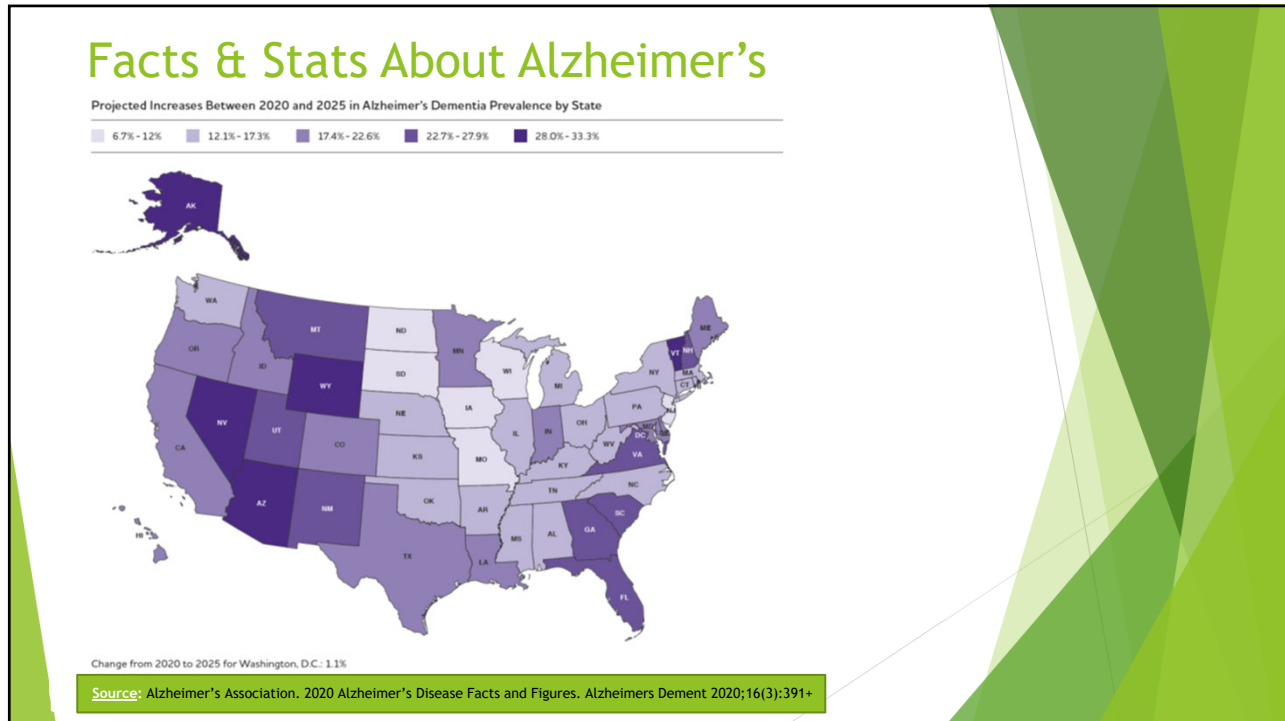 Facts & Stats About Alzheimer's
Projected Increases Between 2020 and 2025 in Alzheimer's Dementia Prevalence by State
6.7% - 12% 12.1% - 17.3% 17.4% - 22.6% 22.7% - 27.9% 28.0% - 33.3%
AK
WA
MT
ND
MN
ME
OR
ID
SD
WI
VT
NH
WY
MI
NY
MA
CT
NV
UT
NE
IA
PA
NJ
CA
CO
IL
IN
OH
MD
DC
WV
VA
KS
MO
KY
AZ
NM
OK
AR
TN
NC
SC
HI
TX
LA
MS
AL
GA
FL
Change from 2020 to 2025 for Washington, D.C.: 1.1%
Source: Alzheimer's Association. 2020 Alzheimer's Disease Facts and Figures. Alzheimers Dement 2020;16(3):391+